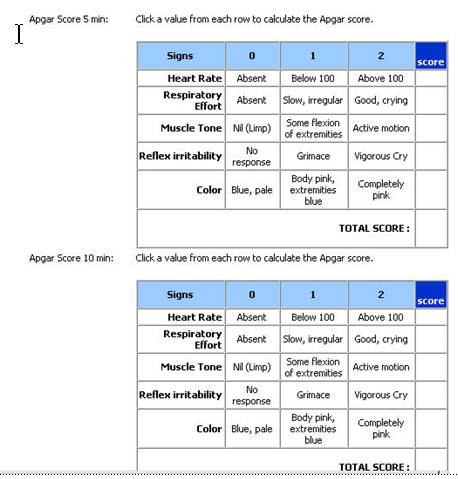 Apgar Score 5 min: Click a value from each row to calculate the Apgar score.
Signs 0 1 2 score
Heart Rate Absent Below 100 Above 100
Respiratory Effort Absent Slow, irregular Good, crying
Muscle Tone Nil (Limp) Some flexion of extremities Active motion
Reflex irritability No response Grimace Vigorous Cry
Color Blue, pale Body pink, extremities blue Completely pink
TOTAL SCORE :
Apgar Score 10 min: Click a value from each row to calculate the Apgar score.
Signs 0 1 2 score
Heart Rate Absent Below 100 Above 100
Respiratory Effort Absent Slow, irregular Good, crying
Muscle Tone Nil (Limp) Some flexion of extremities Active motion
Reflex irritability No response Grimace Vigorous Cry
Color Blue, pale Body pink, extremities blue Completely pink
TOTAL SCORE :